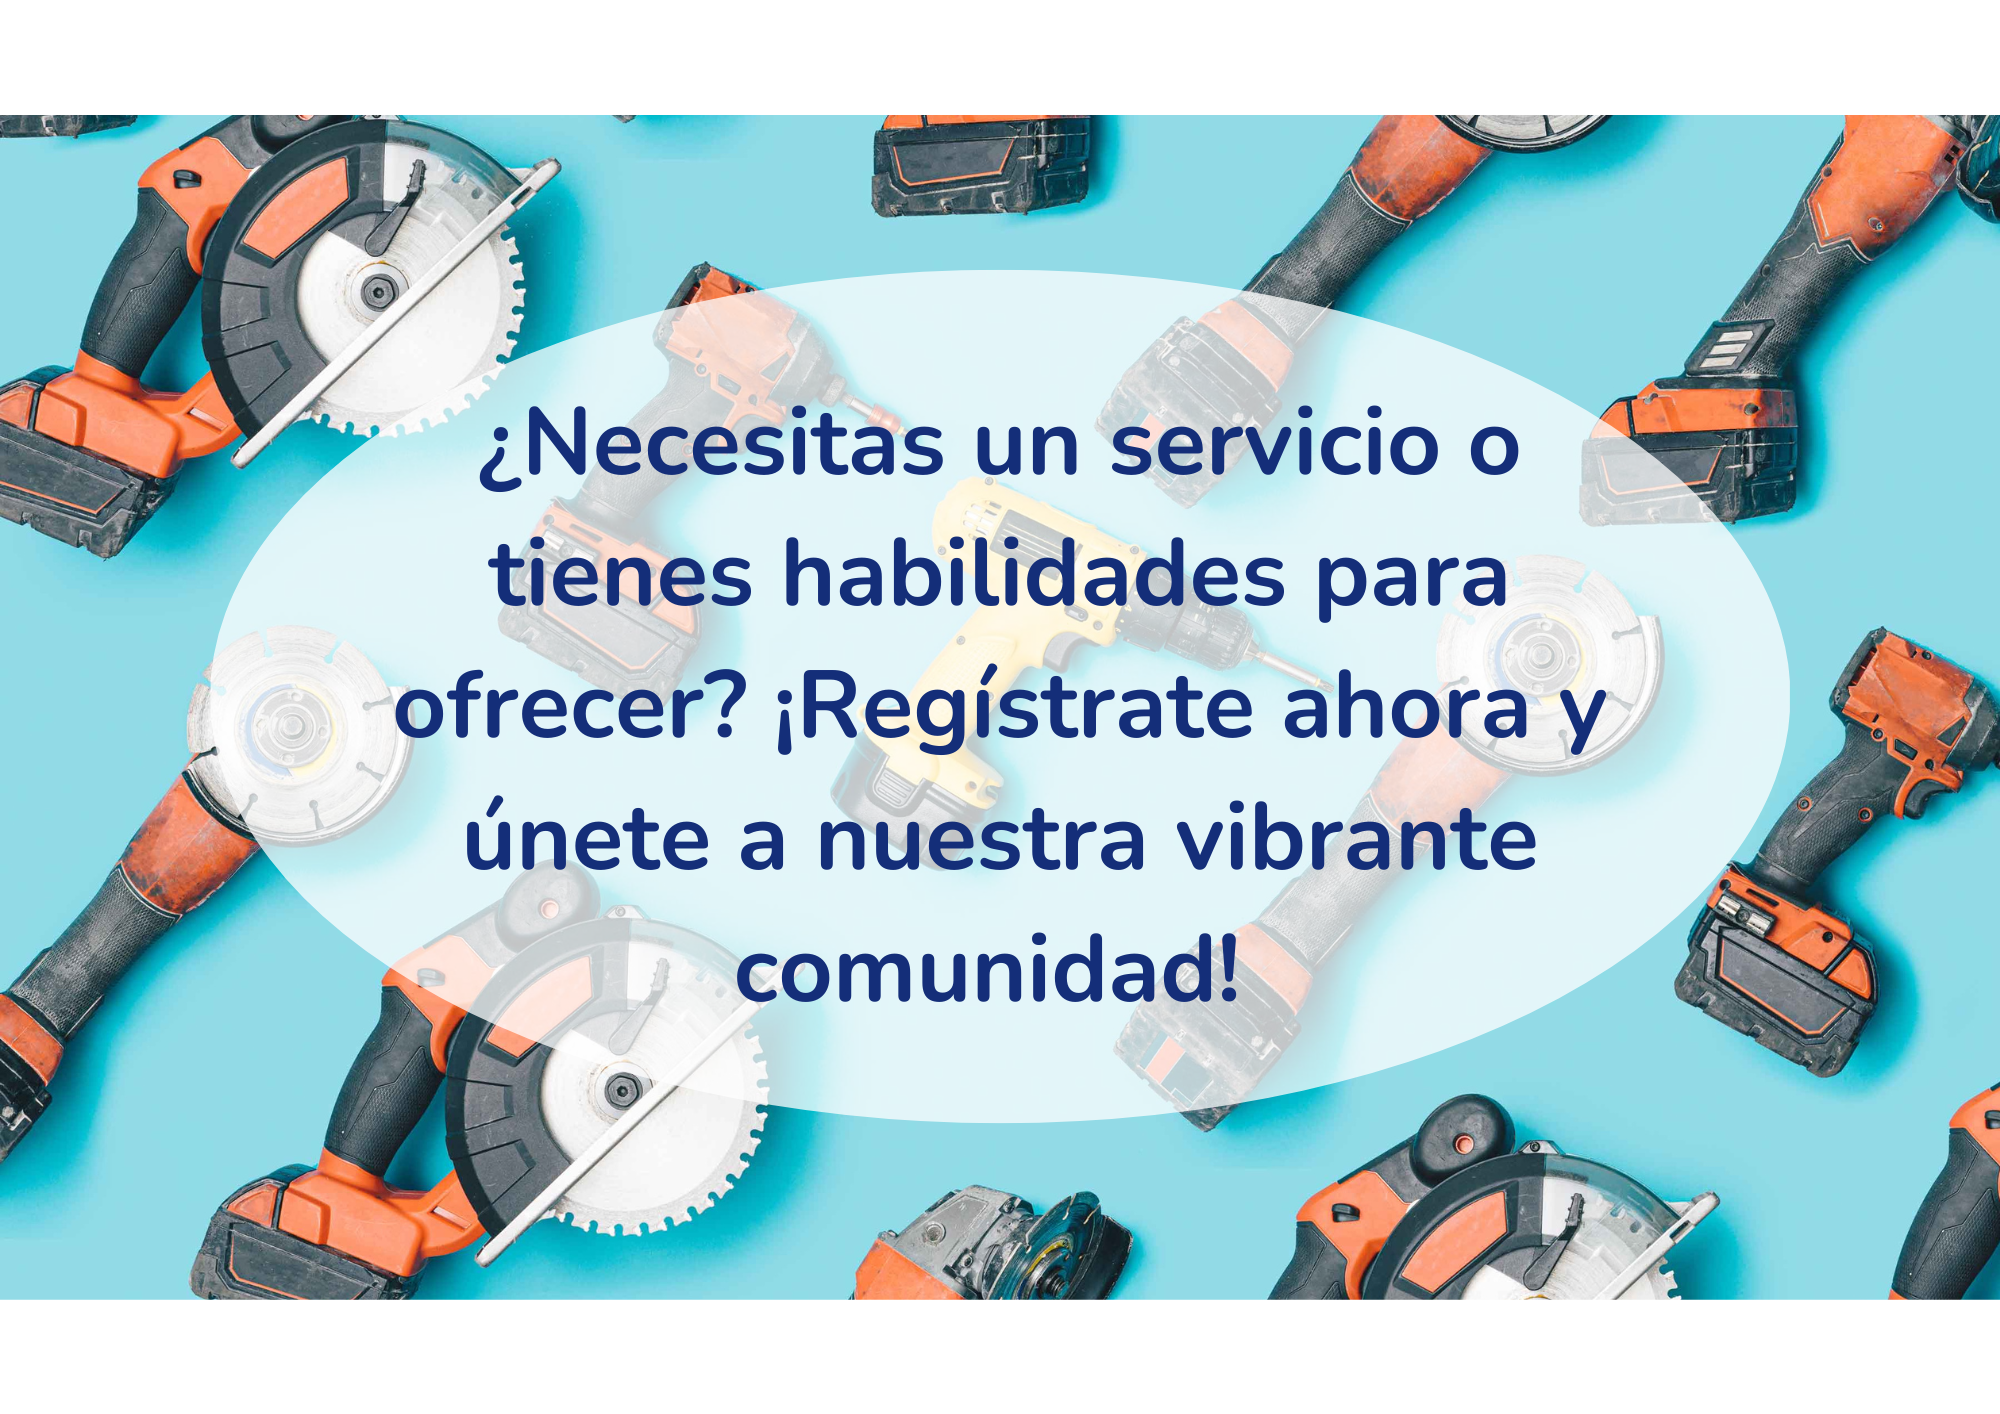 ¿Necesitas un servicio o
tienes habilidades para
ofrecer? ¡Regístrate ahora y
únete a nuestra vibrante
comunidad!